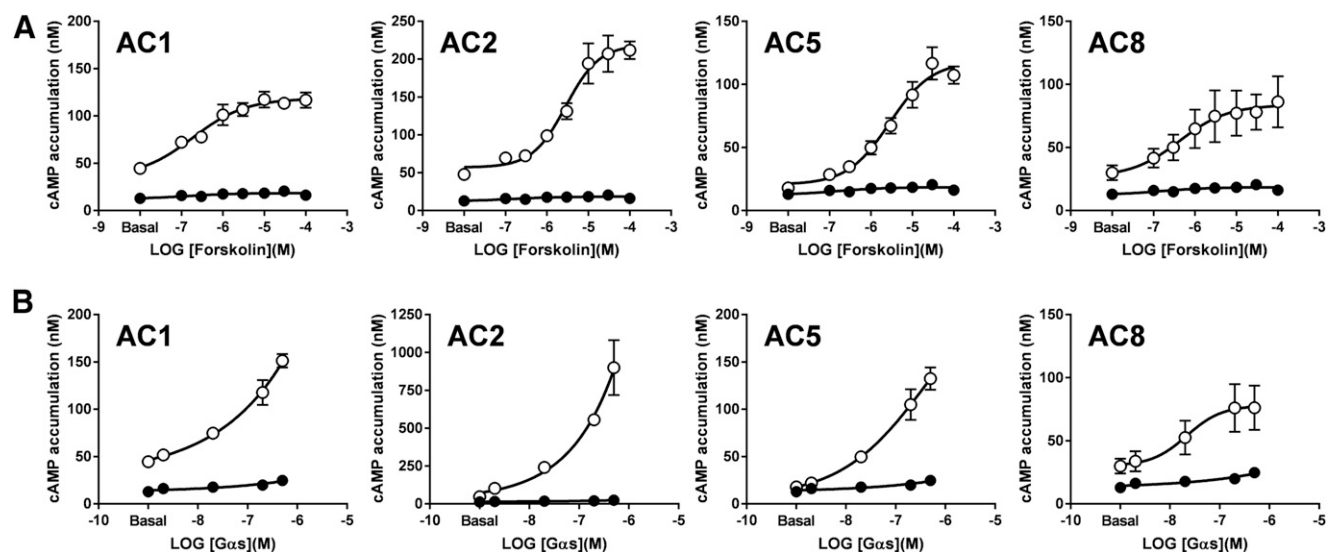 A
AC1
cAMP accumulation (nM)
200
150
100
50
0
-9 Basal -7 -6 -5 -4 -3
LOG [Forskolin](M)
AC2
cAMP accumulation (nM)
250
200
150
100
50
0
-9 Basal -7 -6 -5 -4 -3
LOG [Forskolin](M)
AC5
cAMP accumulation (nM)
150
100
50
0
-9 Basal -7 -6 -5 -4 -3
LOG [Forskolin](M)
AC8
cAMP accumulation (nM)
150
100
50
0
-9 Basal -7 -6 -5 -4 -3
LOG [Forskolin](M)
B
AC1
cAMP accumulation (nM)
200
150
100
50
0
-10 Basal -8 -7 -6 -5
LOG [Gαs](M)
AC2
cAMP accumulation (nM)
1250
1000
750
500
250
0
-10 Basal -8 -7 -6 -5
LOG [Gαs](M)
AC5
cAMP accumulation (nM)
200
150
100
50
0
-10 Basal -8 -7 -6 -5
LOG [Gαs](M)
AC8
cAMP accumulation (nM)
150
100
50
0
-10 Basal -8 -7 -6 -5
LOG [Gαs](M)